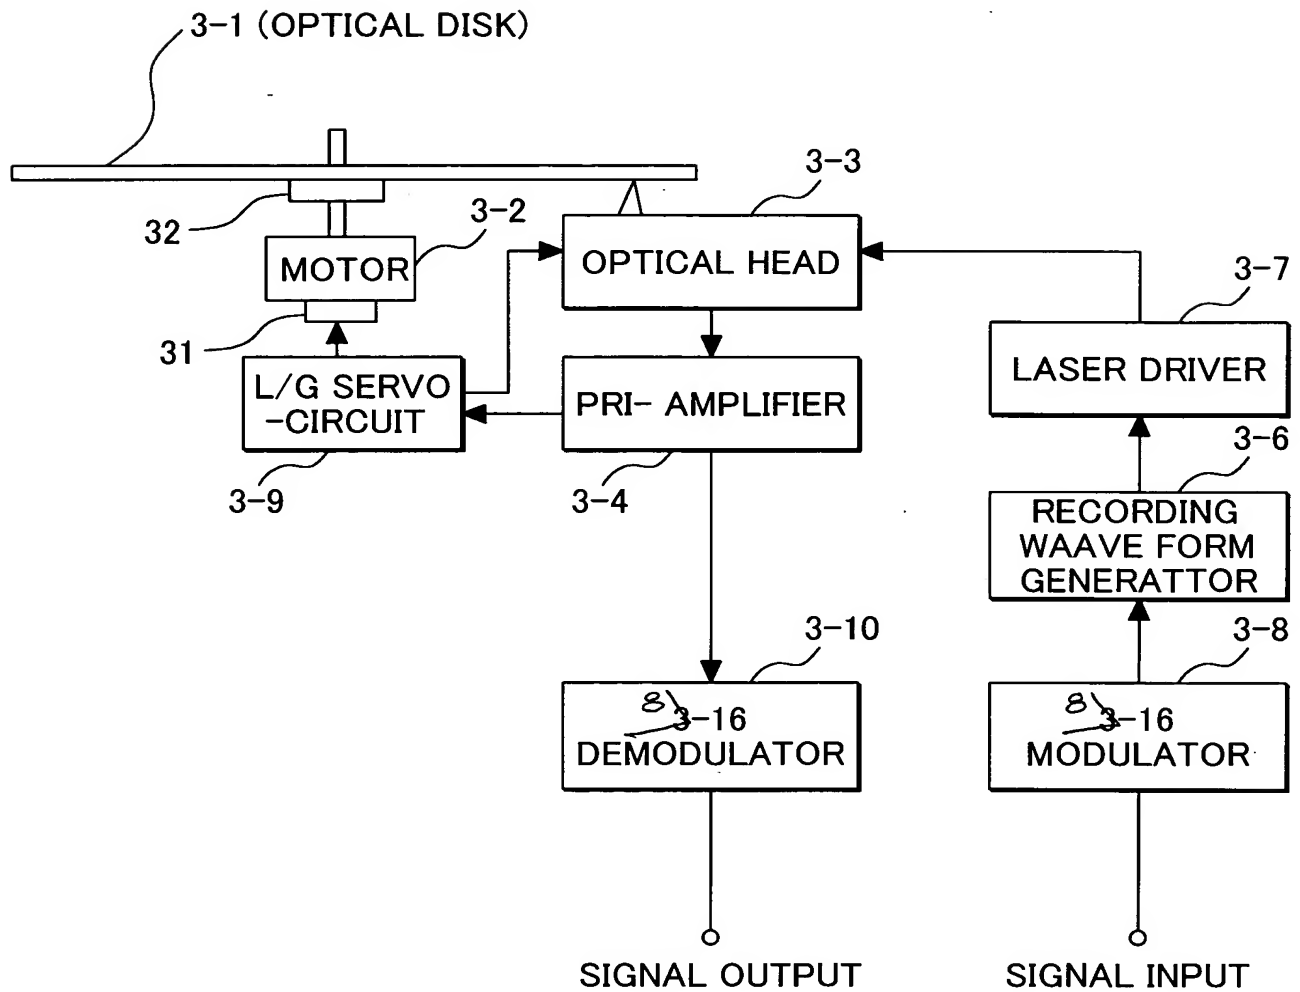 3-1 (OPTICAL DISK)
3-3
32
3-2
OPTICAL HEAD
MOTOR
3-7
31
L/G SERVO
-CIRCUIT
PRI- AMPLIFIER
LASER DRIVER
3-6
3-9
3-4
RECORDING
WAAVE FORM
GENERATTOR
3-10
3-8
8
3-16
DEMODULATOR
8
3-16
MODULATOR
SIGNAL OUTPUT
SIGNAL INPUT